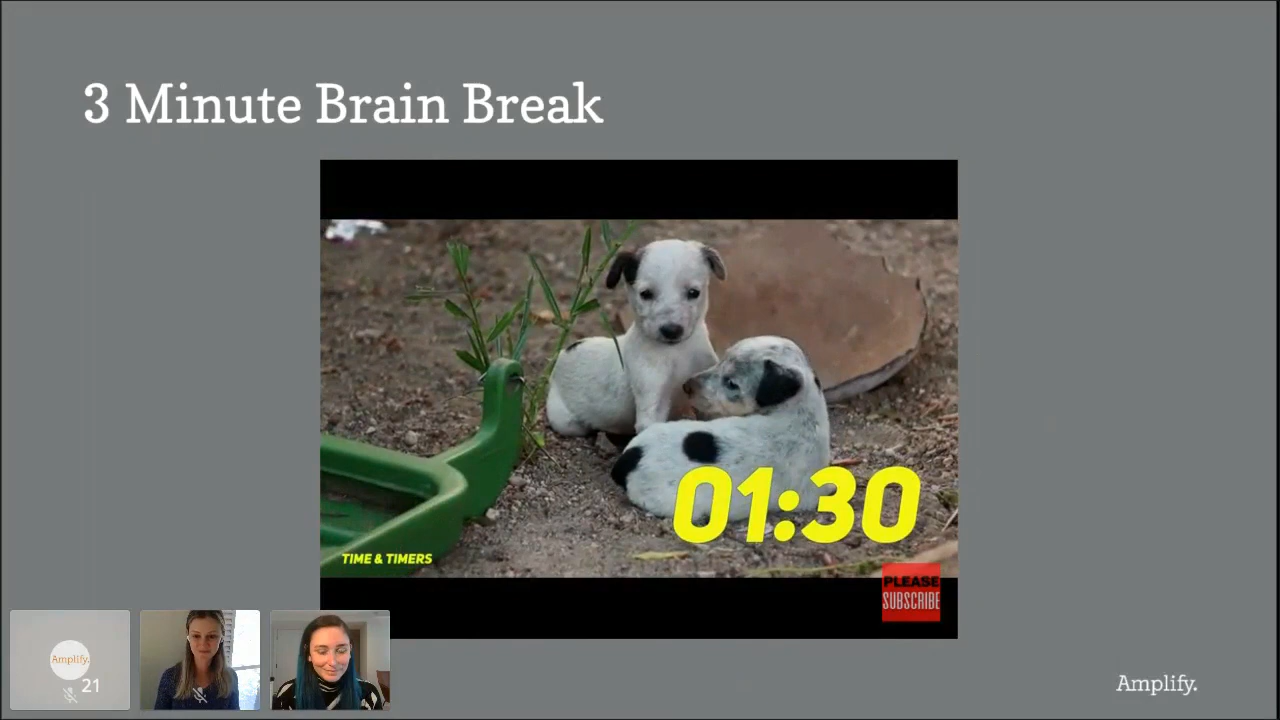 3 Minute Brain Break
01:30
TIME & TIMERS
PLEASE
SUBSCRIBE
Amplify.
21
Amplify.